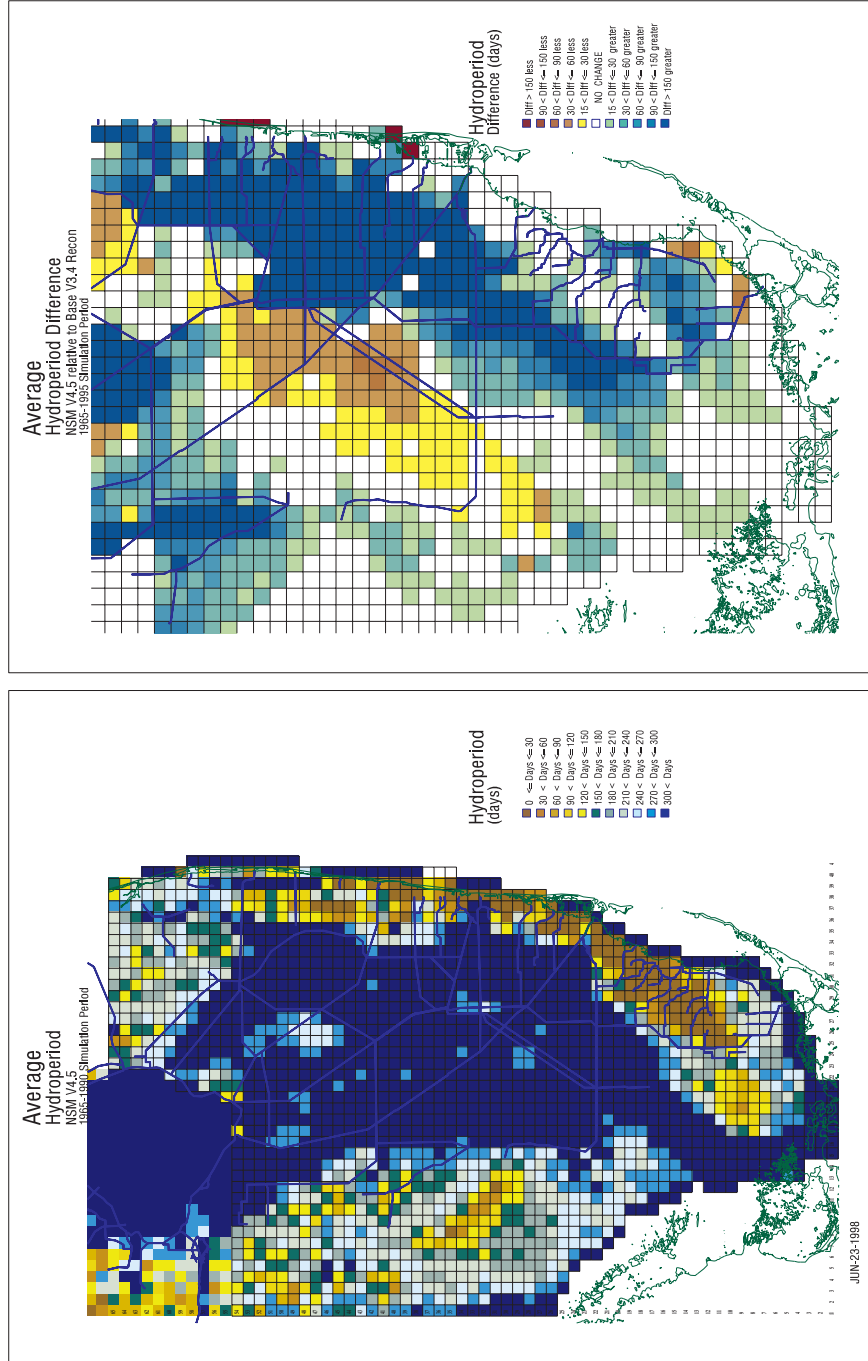 Average
Hydroperiod Difference
NSM V4.5 relative to Base V3.4 Recon
1965-1995 Simulation Period
Hydroperiod
Difference (days)
Diff > 150 less
90 < Diff <= 150 less
60 < Diff <= 90 less
30 < Diff <= 60 less
15 < Diff <= 30 less
NO CHANGE
15 < Diff <= 30 greater
30 < Diff <= 60 greater
60 < Diff <= 90 greater
90 < Diff <= 150 greater
Diff > 150 greater
Average
Hydroperiod
NSM V4.5
1965-1990 Simulation Period
Hydroperiod
(days)
0 <= Days <= 30
30 < Days <= 60
60 < Days <= 90
90 < Days <= 120
120 < Days <= 150
150 < Days <= 180
180 < Days <= 210
210 < Days <= 240
240 < Days <= 270
270 < Days <= 300
300 < Days
JUN-23-1998